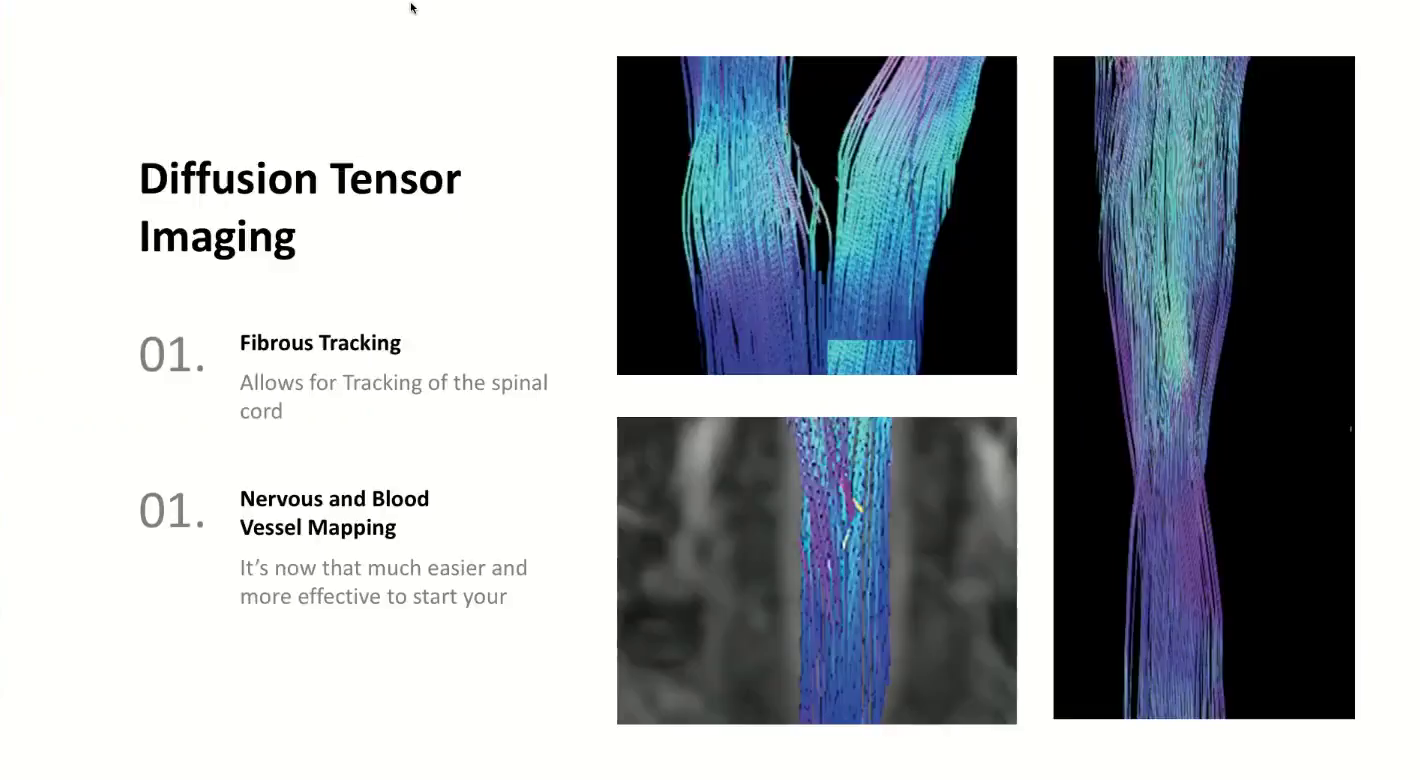 Diffusion Tensor
Imaging
01.
Fibrous Tracking
Allows for Tracking of the spinal
cord
01.
Nervous and Blood
Vessel Mapping
It’s now that much easier and
more effective to start your